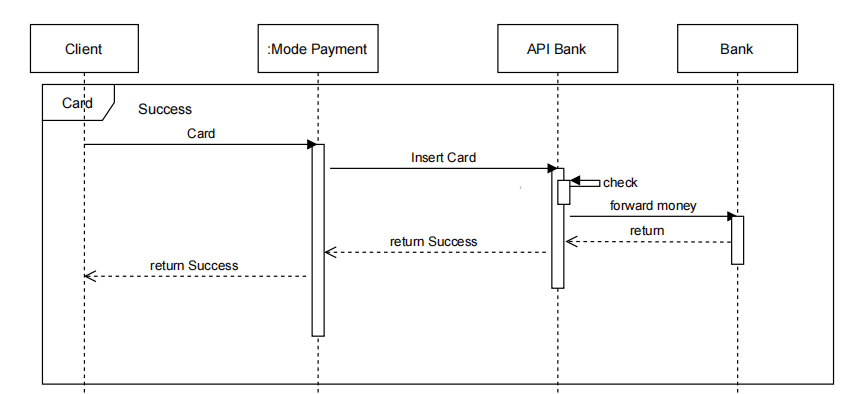 Client
:Mode Payment
API Bank
Bank
Card
Success
Card
Insert Card
check
forward money
return
return Success
return Success